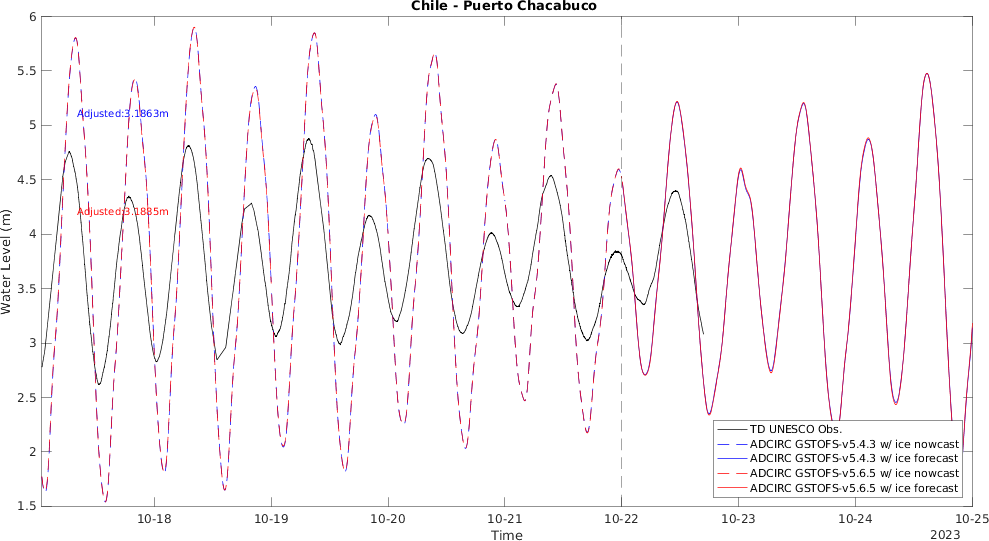 Chile - Puerto Chacabuco
6
5.5
5
4.5
4
3.5
3
2.5
2
1.5
Water Level (m)
Adjusted:3.1863m
Adjusted:3.1835m
10-18
10-19
10-20
10-21
10-22
10-23
10-24
10-25
Time
2023
TD UNESCO Obs.
ADCIRC GSTOFS-v5.4.3 w/ ice nowcast
ADCIRC GSTOFS-v5.4.3 w/ ice forecast
ADCIRC GSTOFS-v5.6.5 w/ ice nowcast
ADCIRC GSTOFS-v5.6.5 w/ ice forecast